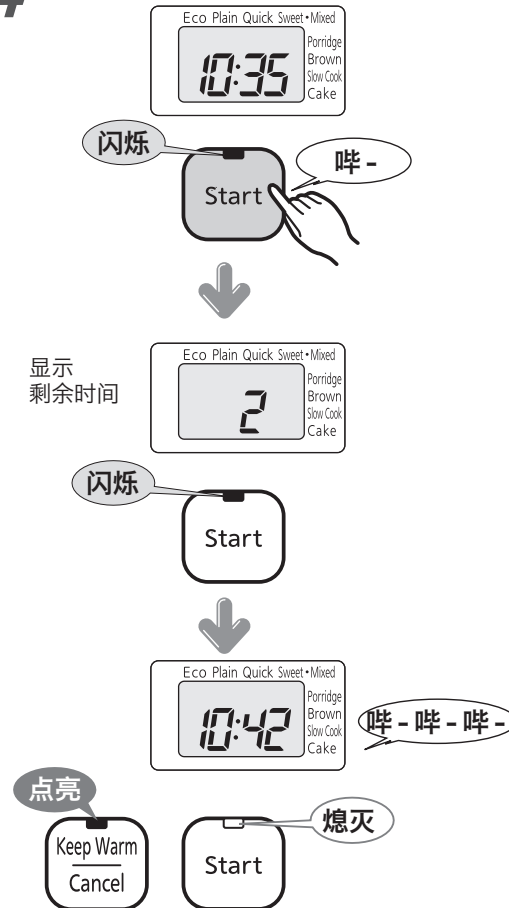 4
Eco Plain Quick Sweet•Mixed
Porridge
10:35
Brown
Slow Cook
Cake
闪烁
哔 -
Start
显示
剩余时间
Eco Plain Quick Sweet•Mixed
Porridge
2
Brown
Slow Cook
Cake
闪烁
Start
Eco Plain Quick Sweet•Mixed
Porridge
10:42
Brown
Slow Cook
Cake
哔 - 哔 - 哔 -
点亮
熄灭
Keep Warm
Cancel
Start